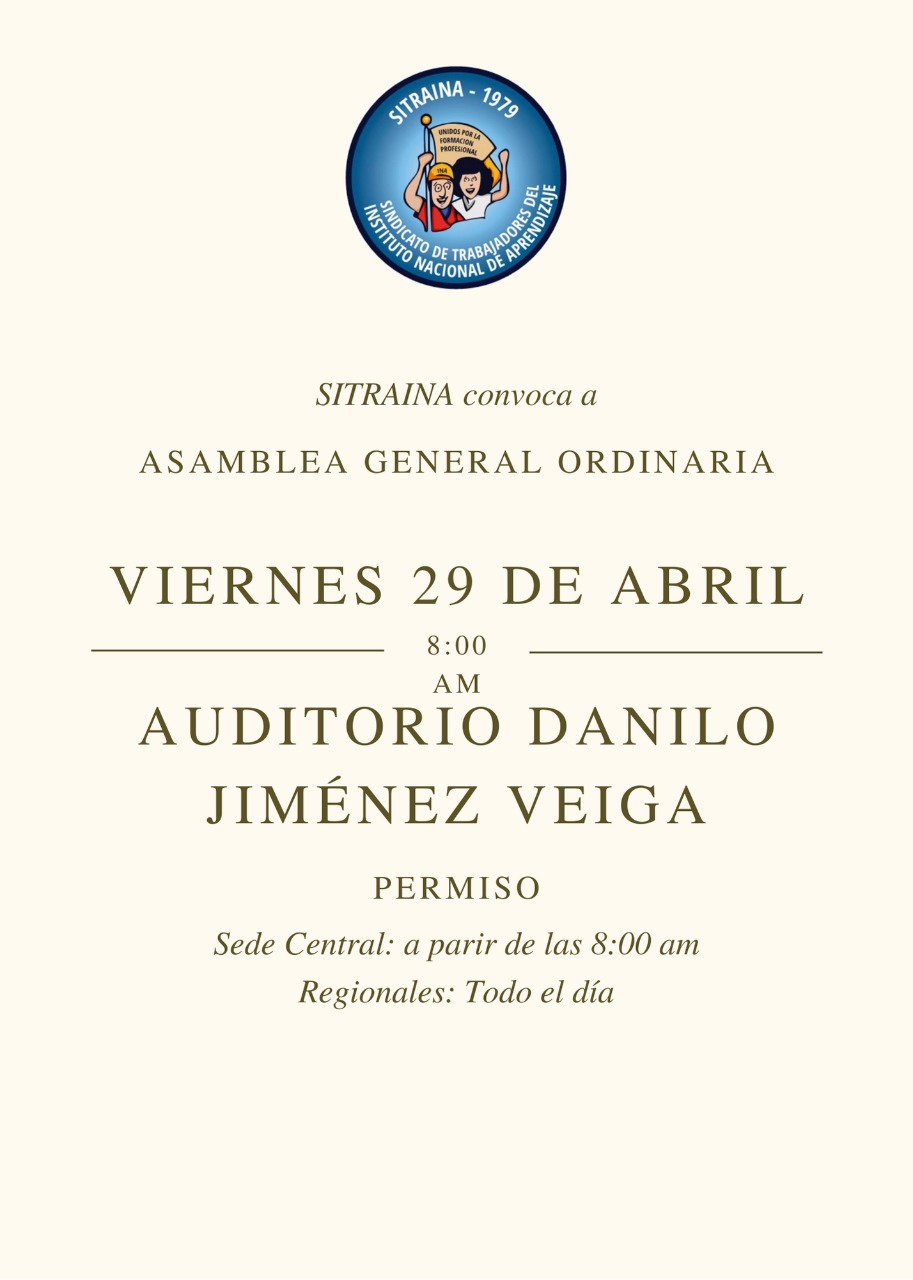 SITRAINA - 1979
UNIDOS POR LA
FORMACION
PROFESIONAL
INA
SINDICATO DE TRABAJADORES DEL
INSTITUTO NACIONAL DE APRENDIZAJE
SITRAINA convoca a
ASAMBLEA GENERAL ORDINARIA
VIERNES 29 DE ABRIL
8:00
AM
AUDITORIO DANILO
JIMÉNEZ VEIGA
PERMISO
Sede Central: a parir de las 8:00 am
Regionales: Todo el día